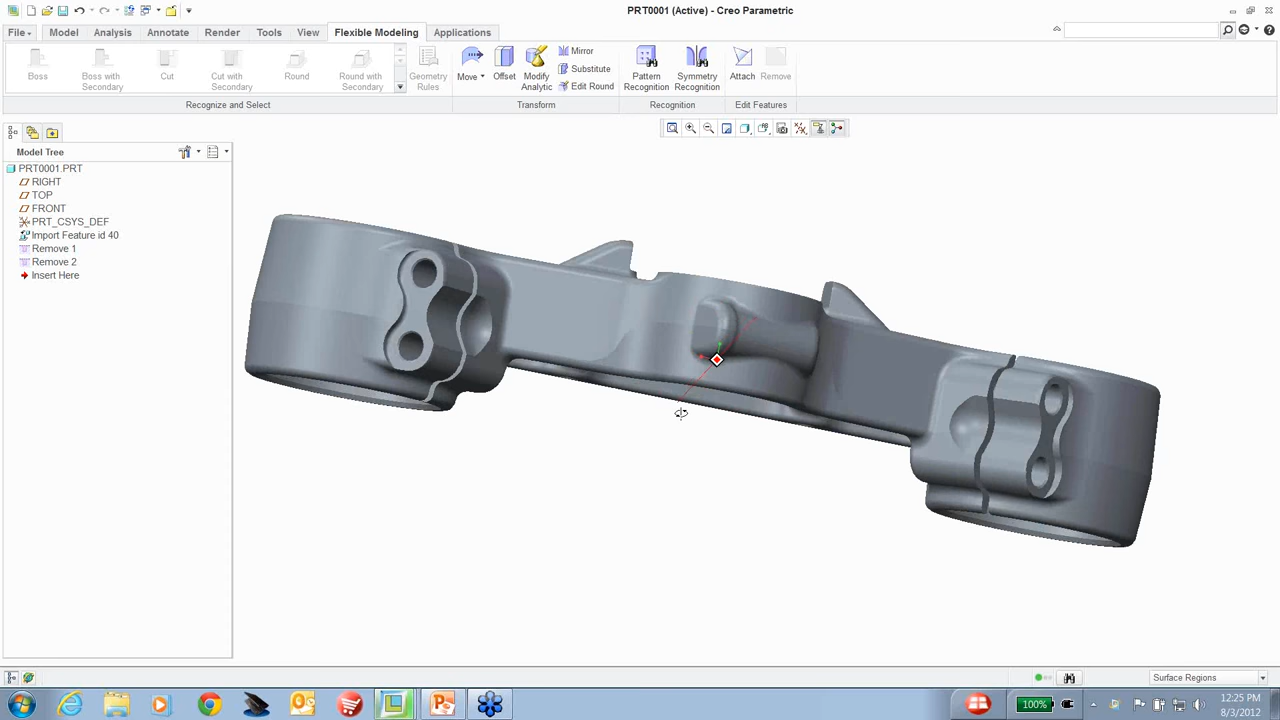 PRT0001 (Active) - Creo Parametric
File Model Analysis Annotate Render Tools View Flexible Modeling Applications
Boss
Boss with Secondary
Cut
Cut with Secondary
Round
Round with Secondary
Geometry Rules
Move
Offset
Modify Analytic
Mirror
Substitute
Edit Round
Pattern Recognition
Symmetry Recognition
Attach
Remove
Recognize and Select Transform Recognition Edit Features
Model Tree
PRT0001.PRT
RIGHT
TOP
FRONT
PRT_CSYS_DEF
Import Feature id 40
Remove 1
Remove 2
Insert Here
Surface Regions
100%
12:25 PM
8/3/2012